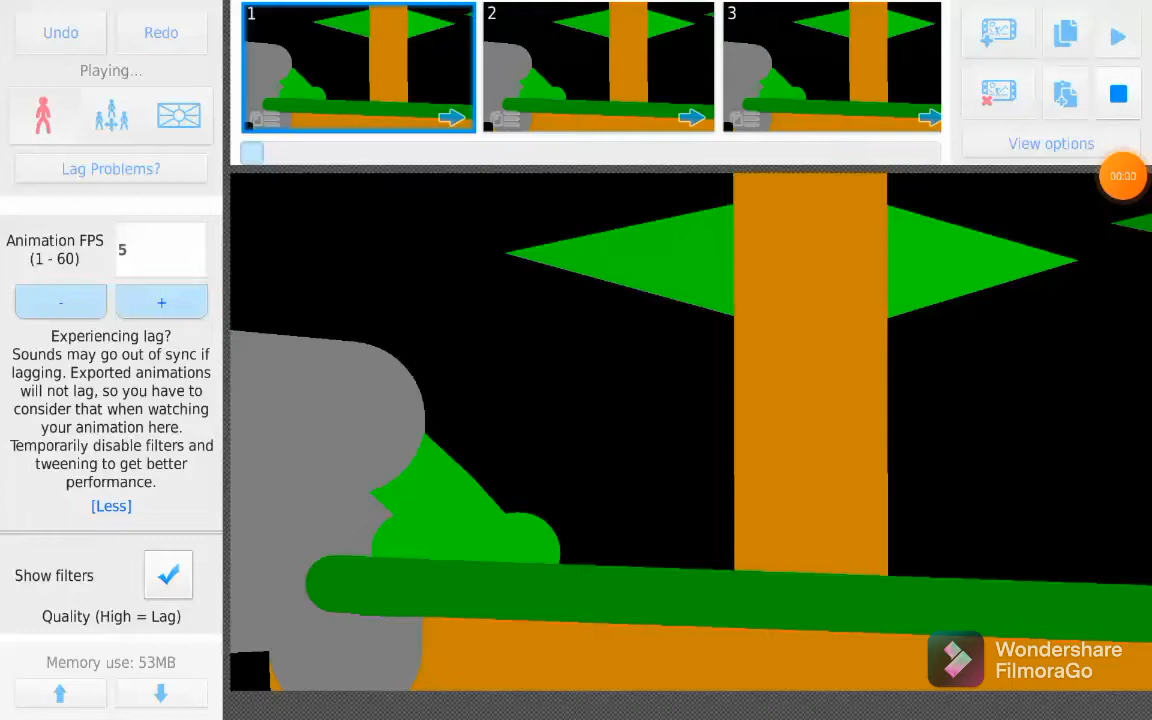 Undo
Redo
Playing...
Lag Problems?
Animation FPS
(1 - 60)
5
-
+
Experiencing lag?
Sounds may go out of sync if
lagging. Exported animations
will not lag, so you have to
consider that when watching
your animation here.
Temporarily disable filters and
tweening to get better
performance.
[Less]
Show filters
Quality (High = Lag)
Memory use: 53MB
1
2
3
View options
00:00
Wondershare
FilmoraGo